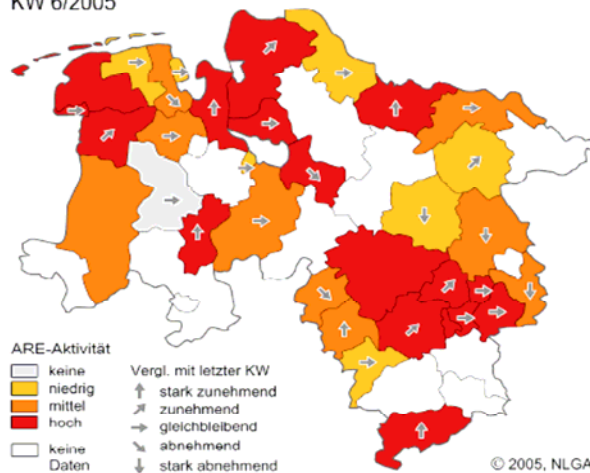 KW 6/2005
ARE-Aktivität
keine
niedrig
mittel
hoch
keine
Daten
Vergl. mit letzter KW
stark zunehmend
zunehmend
gleichbleibend
abnehmend
stark abnehmend
© 2005, NLGA